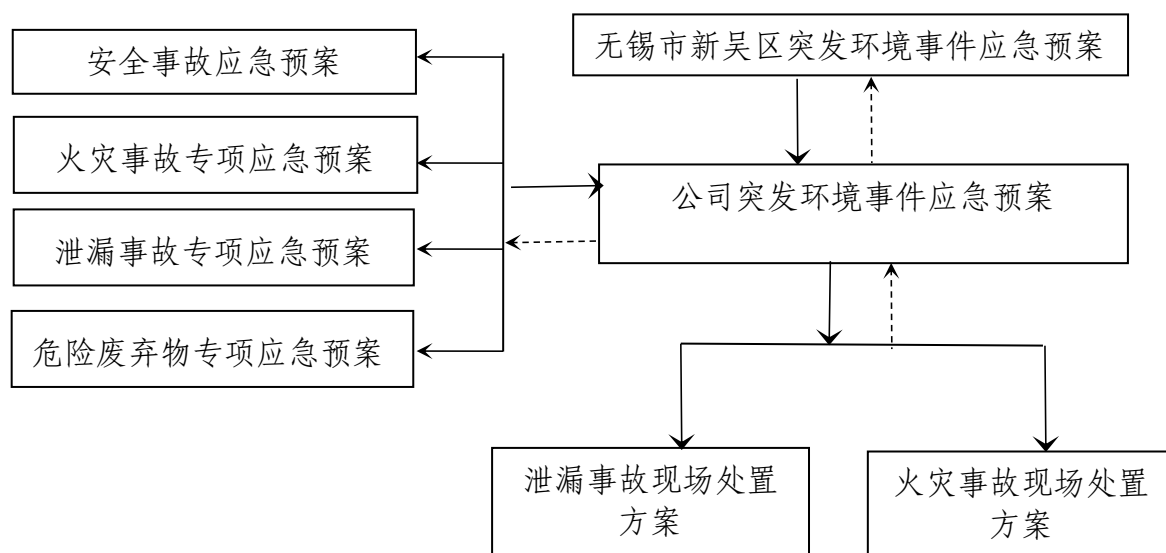 安全事故应急预案
无锡市新吴区突发环境事件应急预案
火灾事故专项应急预案
公司突发环境事件应急预案
泄漏事故专项应急预案
危险废弃物专项应急预案
泄漏事故现场处置
方案
火灾事故现场处置
方案